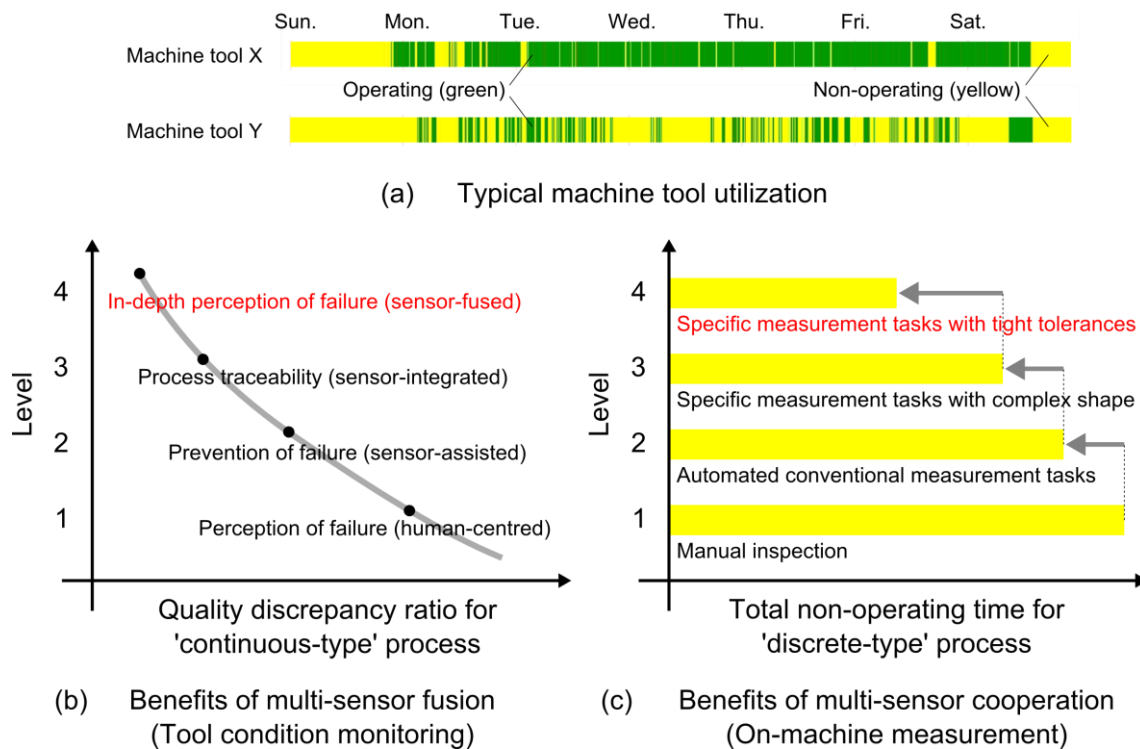 Sun. Mon. Tue. Wed. Thu. Fri. Sat.
Machine tool X
Operating (green) Non-operating (yellow)
Machine tool Y
(a) Typical machine tool utilization
Level
4
In-depth perception of failure (sensor-fused)
3
Process traceability (sensor-integrated)
2
Prevention of failure (sensor-assisted)
1
Perception of failure (human-centred)
Quality discrepancy ratio for
'continuous-type' process
(b) Benefits of multi-sensor fusion
(Tool condition monitoring)
Level
4
Specific measurement tasks with tight tolerances
3
Specific measurement tasks with complex shape
2
Automated conventional measurement tasks
1
Manual inspection
Total non-operating time for
'discrete-type' process
(c) Benefits of multi-sensor cooperation
(On-machine measurement)